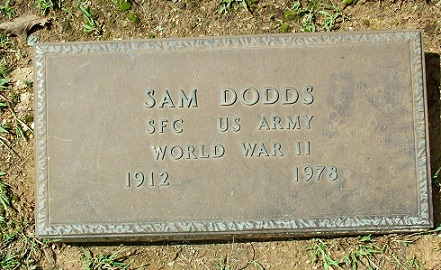 SAM DODDS
SFC US ARMY
WORLD WAR II
1912 1978